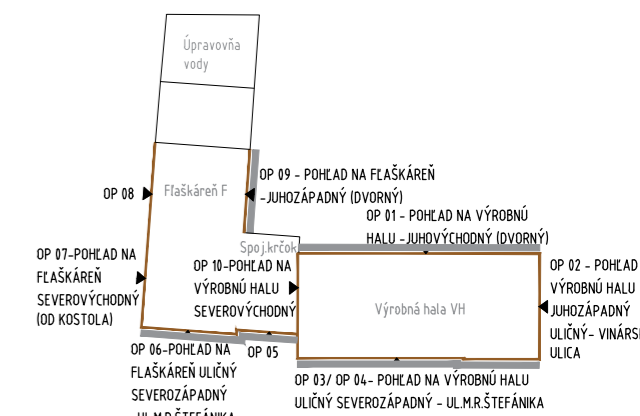 Úpravovňa
vody
OP 08
Fľaškáreň F
OP 09 - POHĽAD NA FĽAŠKÁREŇ
-JUHOZÁPADNÝ (DVORNÝ)
OP 01 - POHĽAD NA VÝROBNÚ
HALU -JUHOVÝCHODNÝ (DVORNÝ)
Spoj.krčok
OP 07-POHĽAD NA
FĽAŠKÁREŇ
SEVEROVÝCHODNÝ
(OD KOSTOLA)
OP 10-POHĽAD NA
VÝROBNÚ HALU
SEVEROVÝCHODNÝ
Výrobná hala VH
OP 02 - POHĽAD
VÝROBNÚ HALU
JUHOZÁPADNÝ
ULIČNÝ- VINÁRS
ULICA
OP 06-POHĽAD NA
FĽAŠKÁREŇ ULIČNÝ
SEVEROZÁPADNÝ
-UL.M.R.ŠTEFÁNIKA
OP 05
OP 03/ OP 04- POHĽAD NA VÝROBNÚ HALU
ULIČNÝ SEVEROZÁPADNÝ - UL.M.R.ŠTEFÁNIKA